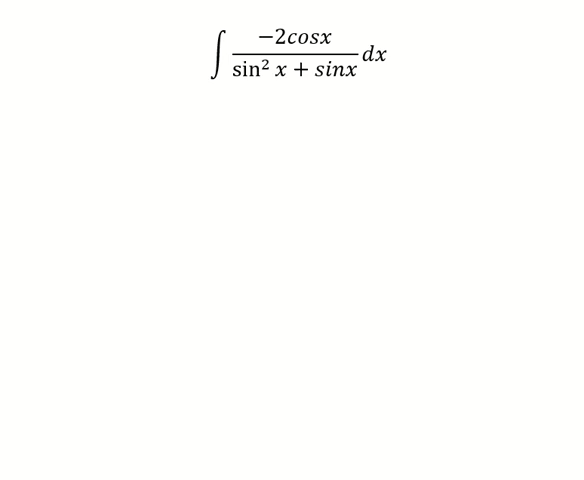 ∫ −2cosx / (sin² x + sinx) dx